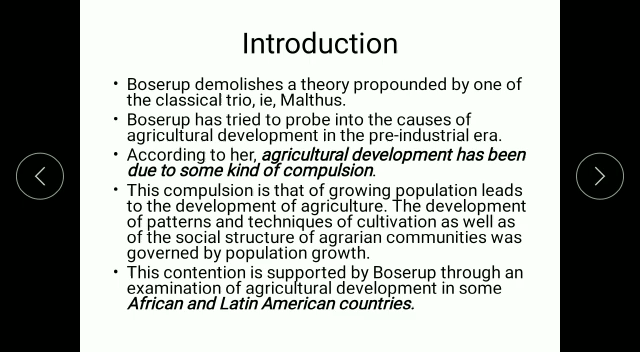 Introduction
• Boserup demolishes a theory propounded by one of
the classical trio, ie, Malthus.
• Boserup has tried to probe into the causes of
agricultural development in the pre-industrial era.
• According to her, agricultural development has been
due to some kind of compulsion.
• This compulsion is that of growing population leads
to the development of agriculture. The development
of patterns and techniques of cultivation as well as
of the social structure of agrarian communities was
governed by population growth.
• This contention is supported by Boserup through an
examination of agricultural development in some
African and Latin American countries.